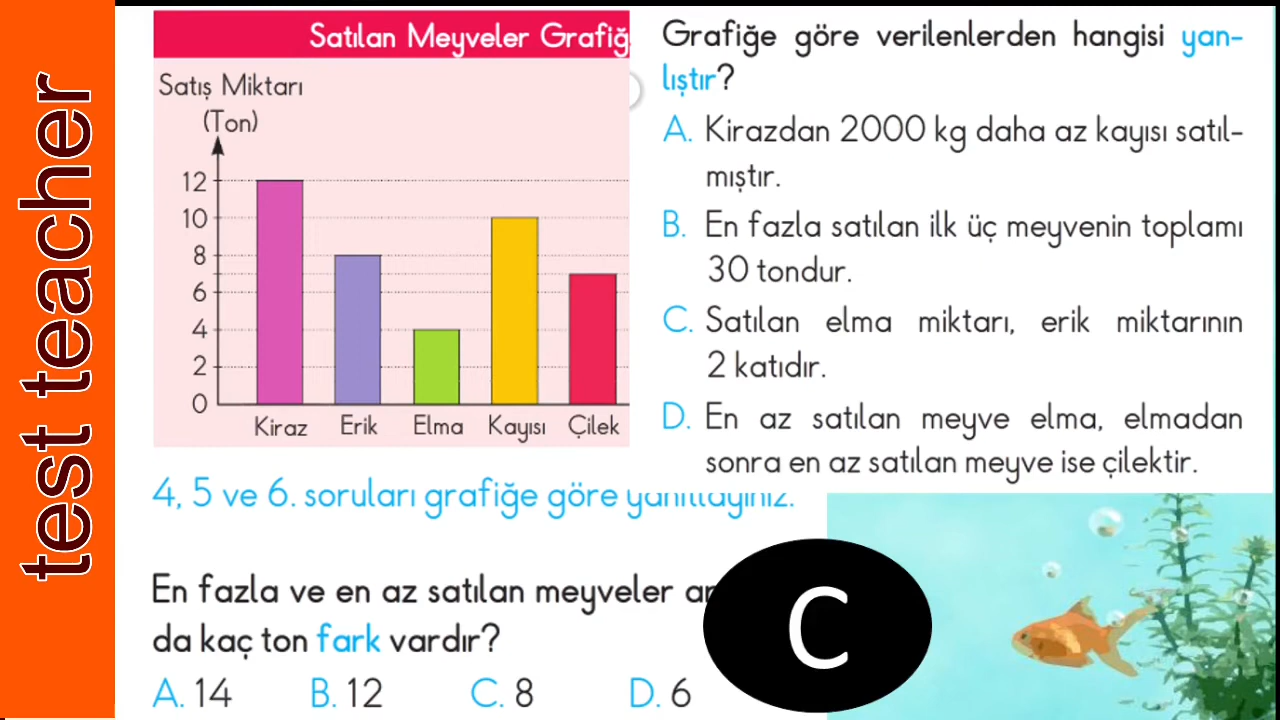 test teacher
Satılan Meyveler Grafiğ
Satış Miktarı
(Ton)
12
10
8
6
4
2
0
Kiraz Erik Elma Kayısı Çilek
4, 5 ve 6. soruları grafiğe göre yanıtlayınız.
En fazla ve en az satılan meyveler ar
da kaç ton fark vardır?
A. 14 B. 12 C. 8 D. 6
Grafiğe göre verilenlerden hangisi yan-
lıştır?
A. Kirazdan 2000 kg daha az kayısı satıl-
mıştır.
B. En fazla satılan ilk üç meyvenin toplamı
30 tondur.
C. Satılan elma miktarı, erik miktarının
2 katıdır.
D. En az satılan meyve elma, elmadan
sonra en az satılan meyve ise çilektir.
C